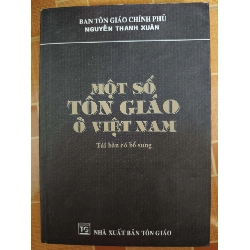 BAN TÔN GIÁO CHÍNH PHỦ
NGUYỄN THANH XUÂN
MỘT SỐ
TÔN GIÁO
Ở VIỆT NAM
Tái bản có bổ sung
TG
NHÀ XUẤT BẢN TÔN GIÁO